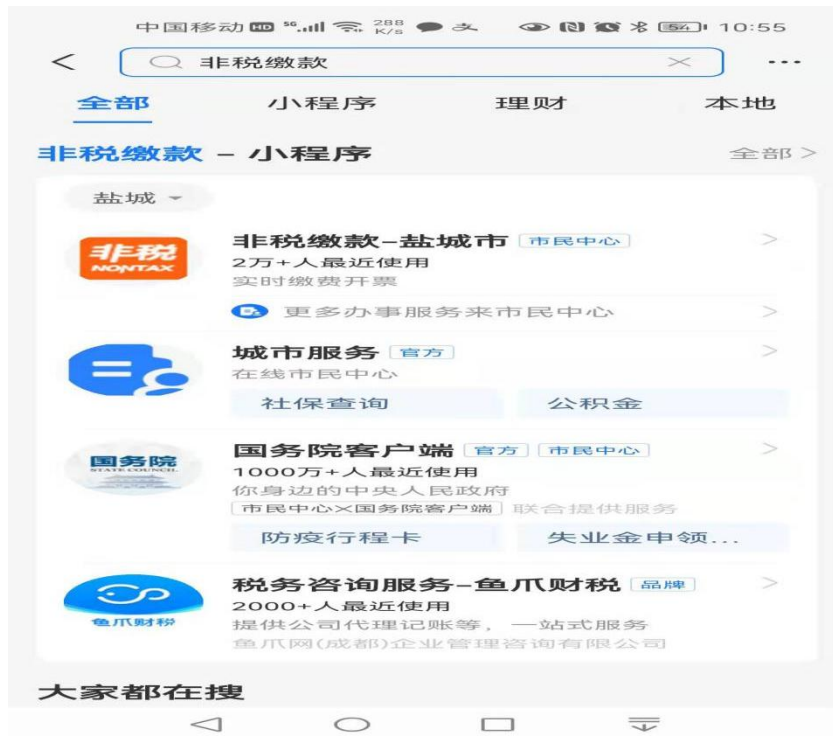 中国移动 HD 5G 288 K/s 54 10:55
非税缴款
全部 小程序 理财 本地
非税缴款 – 小程序 全部
盐城
非税 NONTAX
非税缴款-盐城市 市民中心
2万+人最近使用
实时缴费开票
更多办事服务来市民中心
城市服务 官方
在线市民中心
社保查询 公积金
国务院 STATE COUNCIL
国务院客户端 官方 市民中心
1000万+人最近使用
你身边的中央人民政府
市民中心×国务院客户端 联合提供服务
防疫行程卡 失业金申领...
税务咨询服务-鱼爪财税 品牌
鱼爪财税
2000+人最近使用
提供公司代理记账等，一站式服务
鱼爪网(成都)企业管理咨询有限公司
大家都在搜